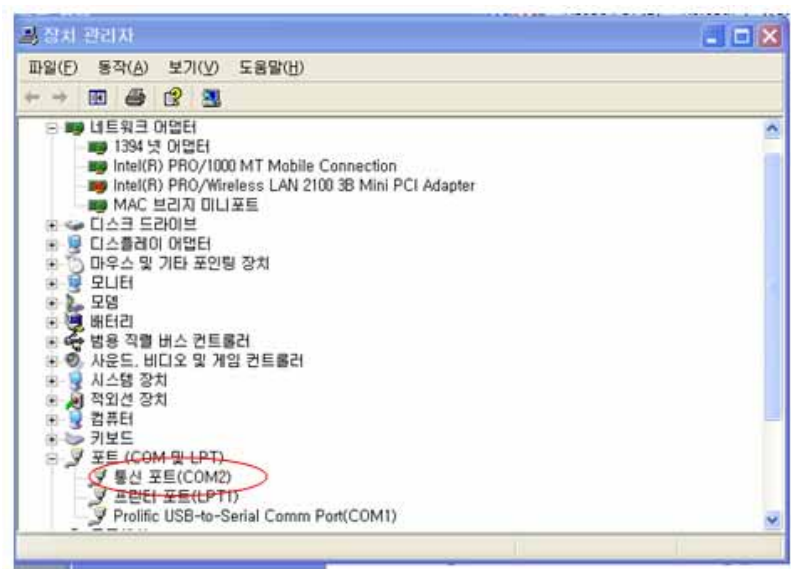 장치 관리자
파일(F) 동작(A) 보기(V) 도움말(H)
네트워크 어댑터
1394 넷 어댑터
Intel(R) PRO/1000 MT Mobile Connection
Intel(R) PRO/Wireless LAN 2100 3B Mini PCI Adapter
MAC 브리지 미니포트
디스크 드라이브
디스플레이 어댑터
마우스 및 기타 포인팅 장치
모니터
모뎀
배터리
범용 직렬 버스 컨트롤러
사운드, 비디오 및 게임 컨트롤러
시스템 장치
적외선 장치
컴퓨터
키보드
포트 (COM 및 LPT)
통신 포트(COM2)
프린터 포트(LPT1)
Prolific USB-to-Serial Comm Port(COM1)